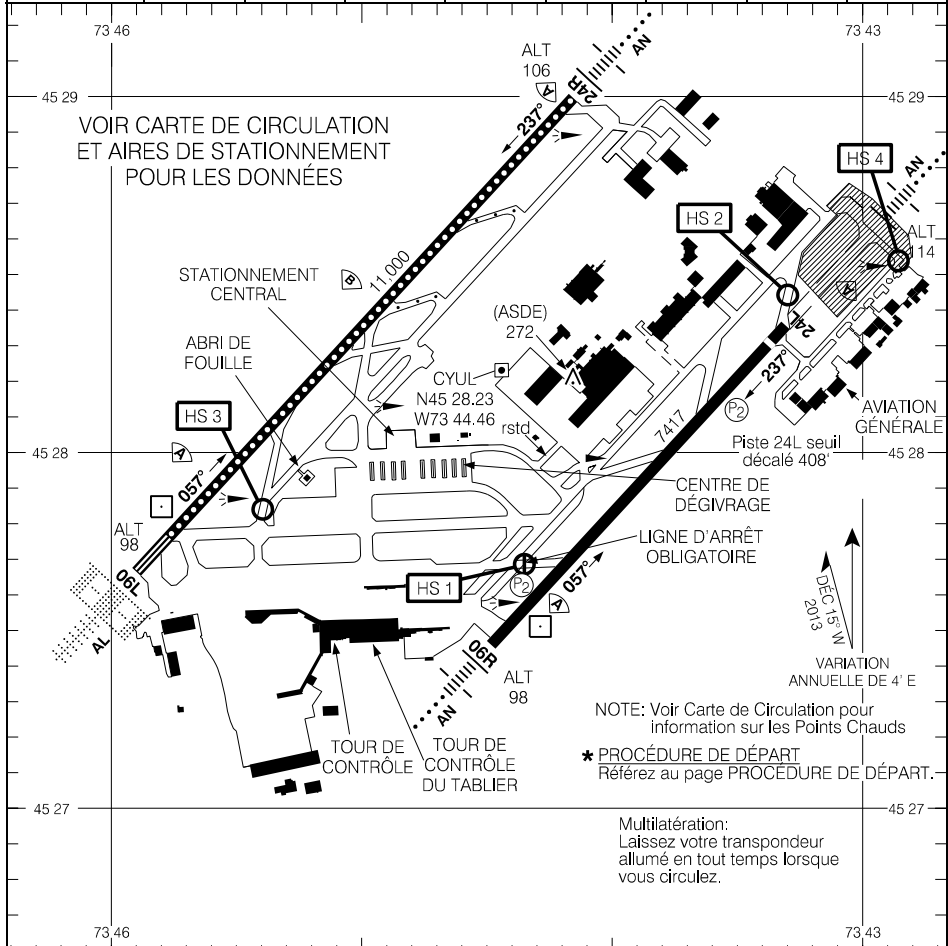 73 46
73 43
ALT
106
AN
24R
A
237°
45 29
45 29
VOIR CARTE DE CIRCULATION
ET AIRES DE STATIONNEMENT
POUR LES DONNÉES
HS 4
AN
HS 2
ALT
114
A
B
11,000
STATIONNEMENT
CENTRAL
(ASDE)
272
24L
ABRI DE
FOUILLE
CYUL
N45 28.23
W73 44.46
237°
HS 3
rstd
7417
P2
AVIATION
GÉNÉRALE
Piste 24L seuil
décalé 408'
45 28
45 28
A
057°
CENTRE DE
DÉGIVRAGE
ALT
98
LIGNE D'ARRÊT
OBLIGATOIRE
06L
HS 1
P2
057°
A
DÉC 15° W
2013
AL
06R
ALT
98
AN
VARIATION
ANNUELLE DE 4' E
NOTE: Voir Carte de Circulation pour
information sur les Points Chauds
TOUR DE
CONTRÔLE
TOUR DE
CONTRÔLE
DU TABLIER
* PROCÉDURE DE DÉPART
Référez au page PROCÉDURE DE DÉPART.
45 27
45 27
Multilatération:
Laissez votre transpondeur
allumé en tout temps lorsque
vous circulez.
73 46
73 43